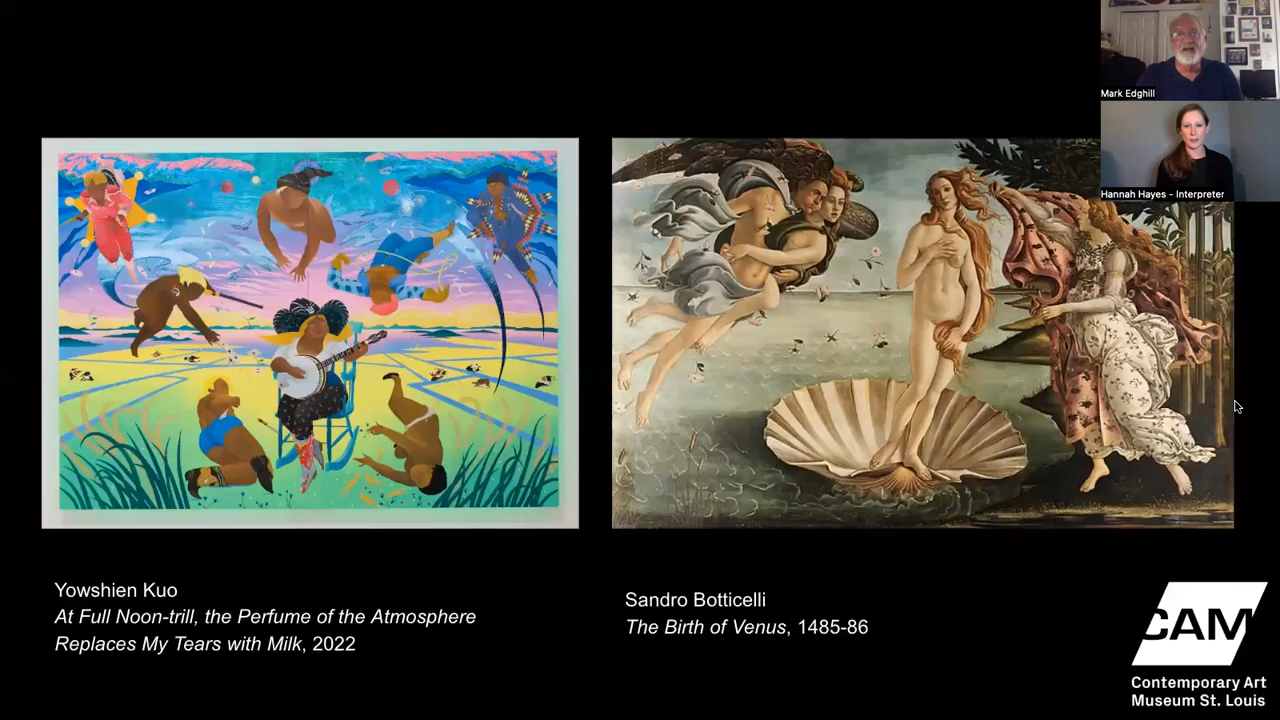 Mark Edghill
Hannah Hayes - Interpreter
Yowshien Kuo
At Full Noon-trill, the Perfume of the Atmosphere
Replaces My Tears with Milk, 2022
Sandro Botticelli
The Birth of Venus, 1485-86
CAM
Contemporary Art
Museum St. Louis